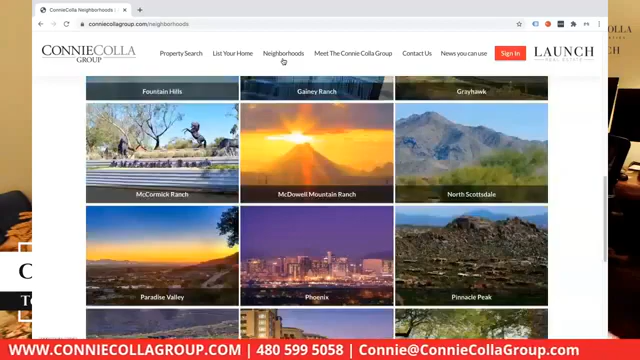 ConnieColla Neighborhoods
conniecollagroup.com/neighborhoods
CONNIECOLLA
GROUP
Property Search
List Your Home
Neighborhoods
Meet The Connie Colla Group
Contact Us
News you can use
Sign In
LAUNCH
REAL ESTATE
Fountain Hills
Gainey Ranch
Grayhawk
McCormick Ranch
McDowell Mountain Ranch
North Scottsdale
Paradise Valley
Phoenix
Pinnacle Peak
WWW.CONNIECOLLAGROUP.COM | 480 599 5058 | Connie@ConnieCollaGroup.com